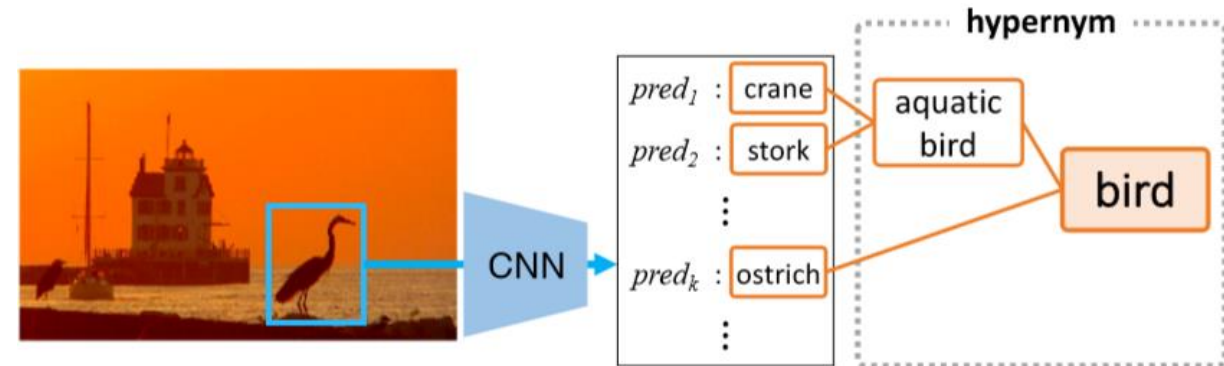 hypernym
CNN
pred₁ : crane
pred₂ : stork
⋮
predₖ : ostrich
⋮
aquatic
bird
bird